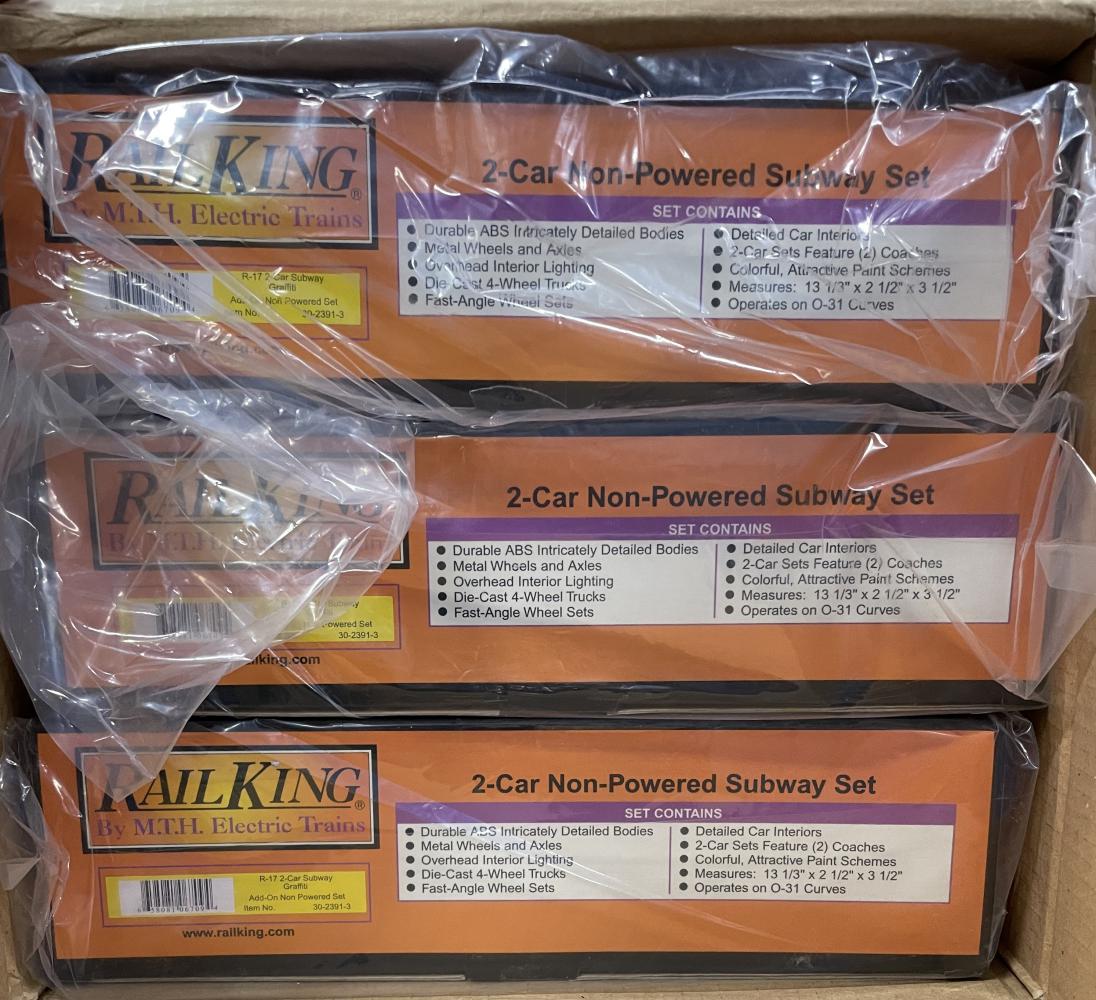 RAILKING®
By M.T.H. Electric Trains
R-17 2-Car Subway
Graffiti
Add-On Non Powered Set
Item No. 30-2391-3
2-Car Non-Powered Subway Set
SET CONTAINS
• Durable ABS Intricately Detailed Bodies
• Metal Wheels and Axles
• Overhead Interior Lighting
• Die-Cast 4-Wheel Trucks
• Fast-Angle Wheel Sets
• Detailed Car Interiors
• 2-Car Sets Feature (2) Coaches
• Colorful, Attractive Paint Schemes
• Measures: 13 1/3" x 2 1/2" x 3 1/2"
• Operates on O-31 Curves
RAILKING
By M.T.H. Electric Trains
Subway
30-2391-3
2-Car Non-Powered Subway Set
SET CONTAINS
• Durable ABS Intricately Detailed Bodies
• Metal Wheels and Axles
• Overhead Interior Lighting
• Die-Cast 4-Wheel Trucks
• Fast-Angle Wheel Sets
• Detailed Car Interiors
• 2-Car Sets Feature (2) Coaches
• Colorful, Attractive Paint Schemes
• Measures: 13 1/3" x 2 1/2" x 3 1/2"
• Operates on O-31 Curves
RAILKING®
By M.T.H. Electric Trains
R-17 2-Car Subway
Graffiti
Add-On Non Powered Set
Item No. 30-2391-3
www.railking.com
2-Car Non-Powered Subway Set
SET CONTAINS
• Durable ABS Intricately Detailed Bodies
• Metal Wheels and Axles
• Overhead Interior Lighting
• Die-Cast 4-Wheel Trucks
• Fast-Angle Wheel Sets
• Detailed Car Interiors
• 2-Car Sets Feature (2) Coaches
• Colorful, Attractive Paint Schemes
• Measures: 13 1/3" x 2 1/2" x 3 1/2"
• Operates on O-31 Curves